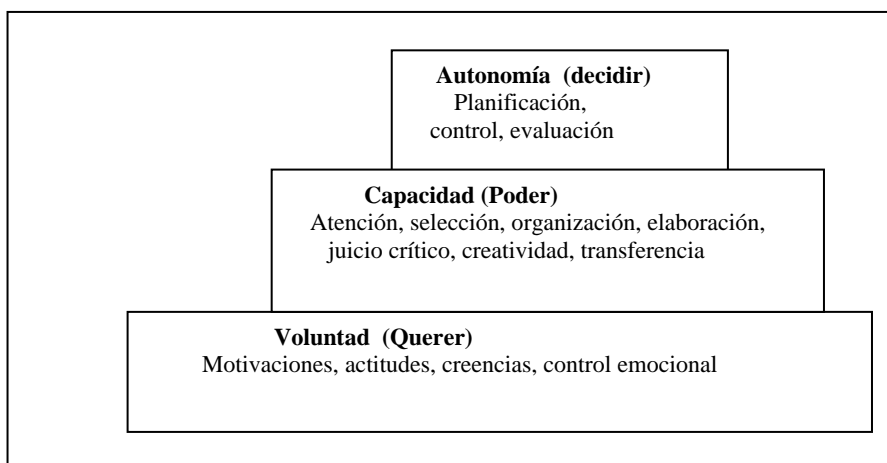 Autonomía (decidir)
Planificación,
control, evaluación
Capacidad (Poder)
Atención, selección, organización, elaboración,
juicio crítico, creatividad, transferencia
Voluntad (Querer)
Motivaciones, actitudes, creencias, control emocional